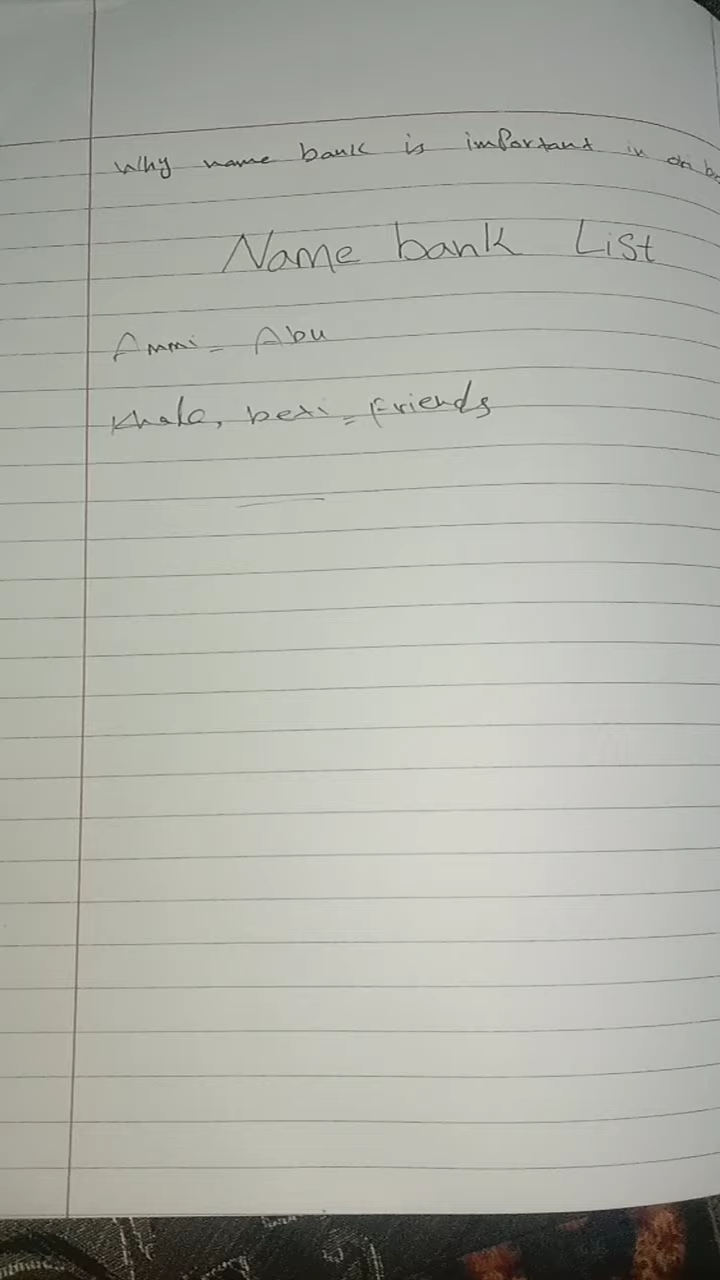 Why name bank is important in
Name bank List
Ammi - Abu
Khala, beti = Friends